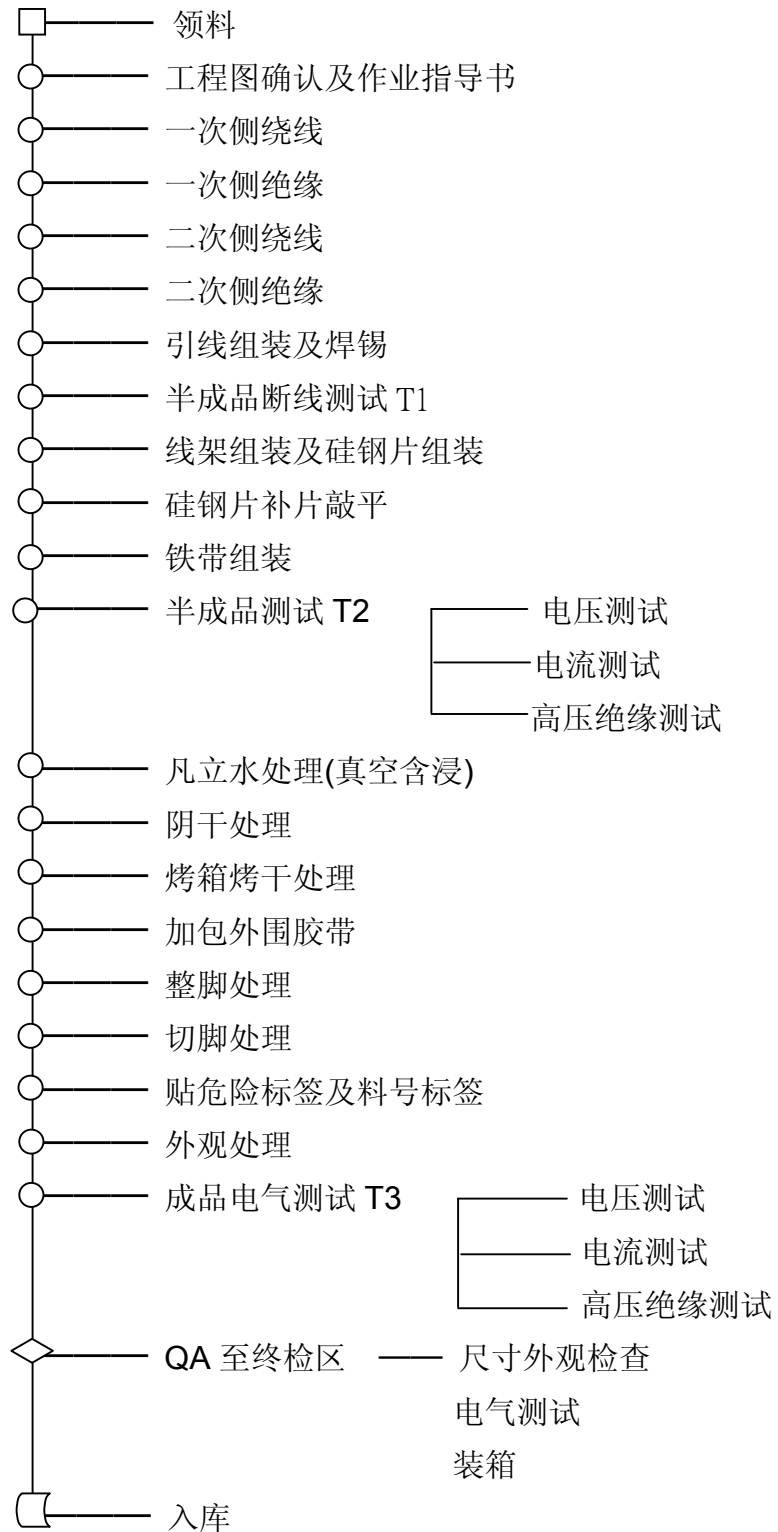 领料
工程图确认及作业指导书
一次侧绕线
一次侧绝缘
二次侧绕线
二次侧绝缘
引线组装及焊锡
半成品断线测试 T1
线架组装及硅钢片组装
硅钢片补片敲平
铁带组装
半成品测试 T2 电压测试
电流测试
高压绝缘测试
凡立水处理(真空含浸)
阴干处理
烤箱烤干处理
加包外围胶带
整脚处理
切脚处理
贴危险标签及料号标签
外观处理
成品电气测试 T3 电压测试
电流测试
高压绝缘测试
QA 至终检区 —— 尺寸外观检查
电气测试
装箱
入库